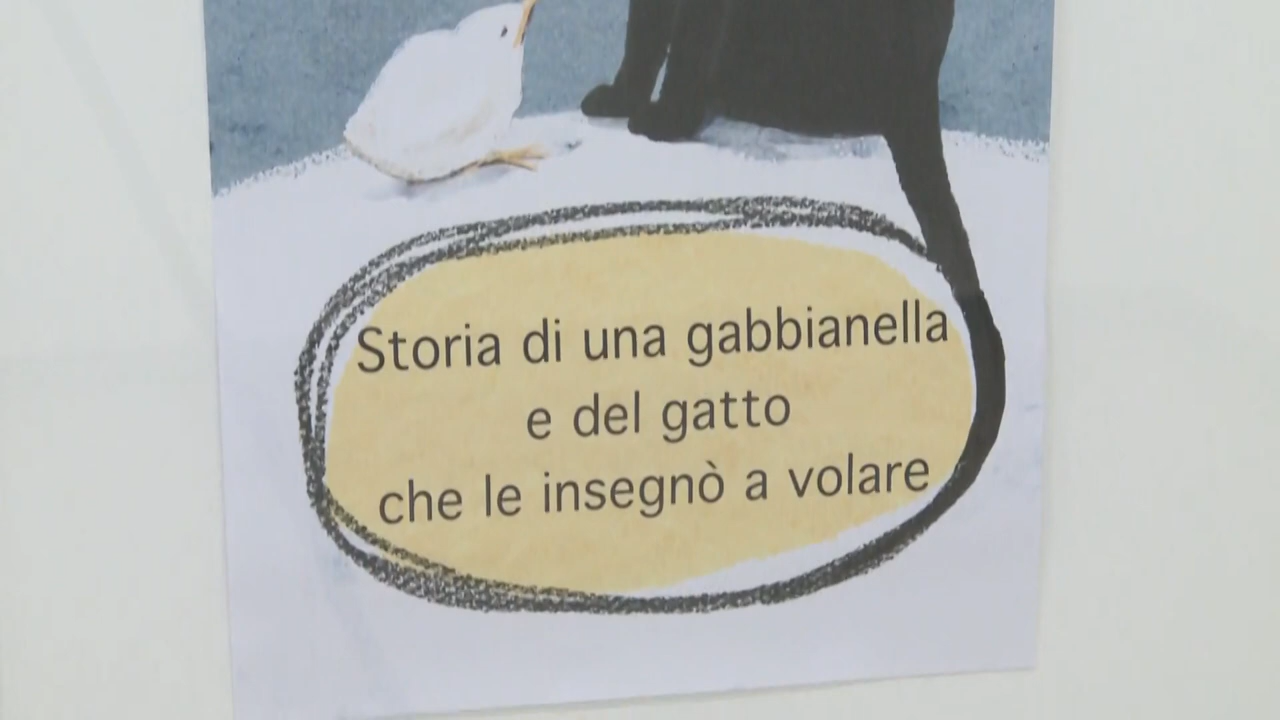 Storia di una gabbianella
e del gatto
che le insegnò a volare